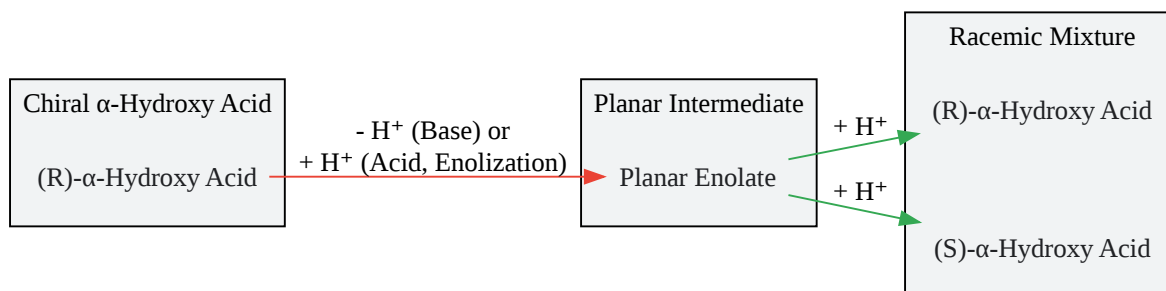 Chiral α-Hydroxy Acid
(R)-α-Hydroxy Acid
- H⁺ (Base) or
+ H⁺ (Acid, Enolization)
Planar Intermediate
Planar Enolate
+ H⁺
+ H⁺
Racemic Mixture
(R)-α-Hydroxy Acid
(S)-α-Hydroxy Acid